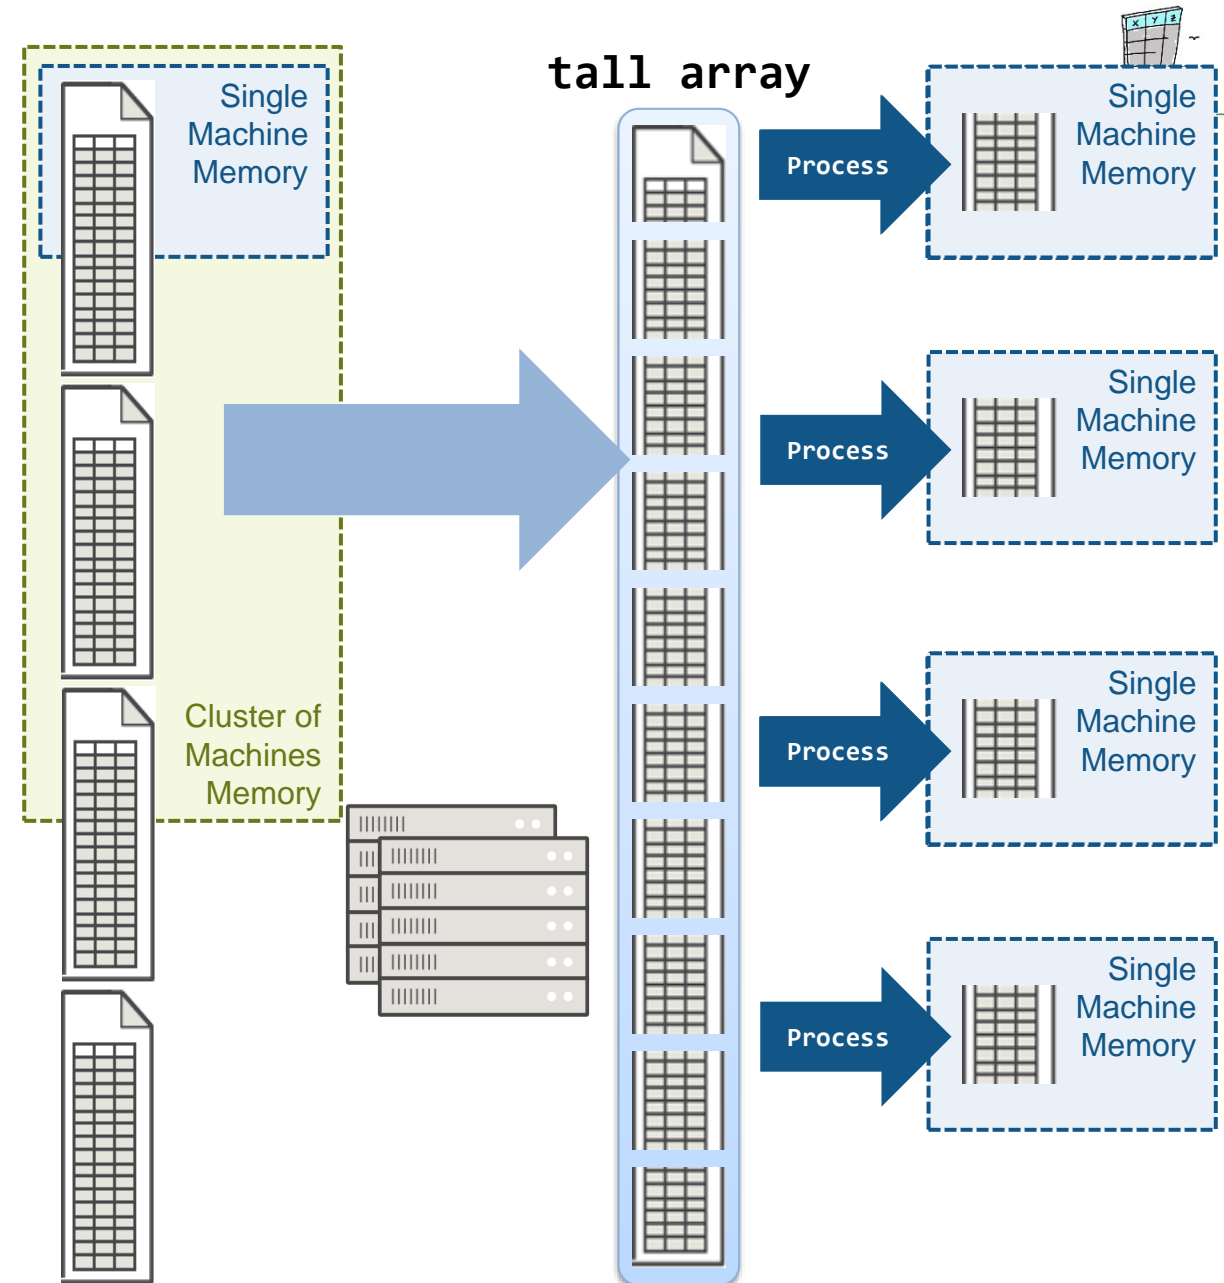 X Y Z
tall array
Single
Machine
Memory
Cluster of
Machines
Memory
Process
Single
Machine
Memory
Process
Single
Machine
Memory
Process
Single
Machine
Memory
Process
Single
Machine
Memory